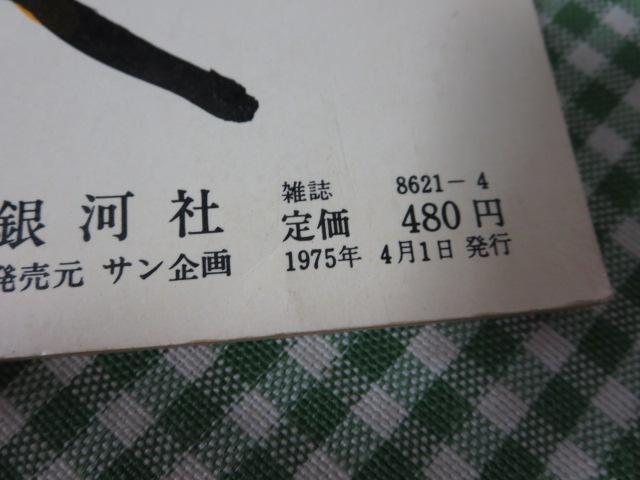 銀河社
発売元 サン企画
雑誌 8621-4
定価 480円
1975年 4月1日 発行